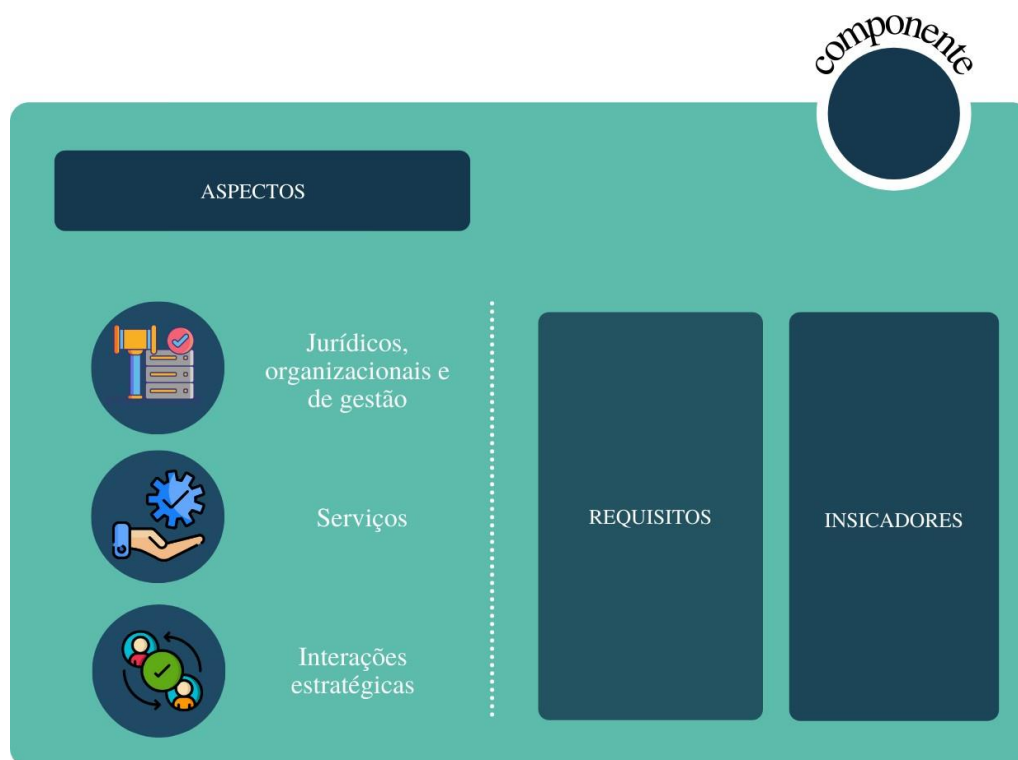 componente
ASPECTOS
Jurídicos,
organizacionais e
de gestão
Serviços
Interações
estratégicas
REQUISITOS
INSICADORES